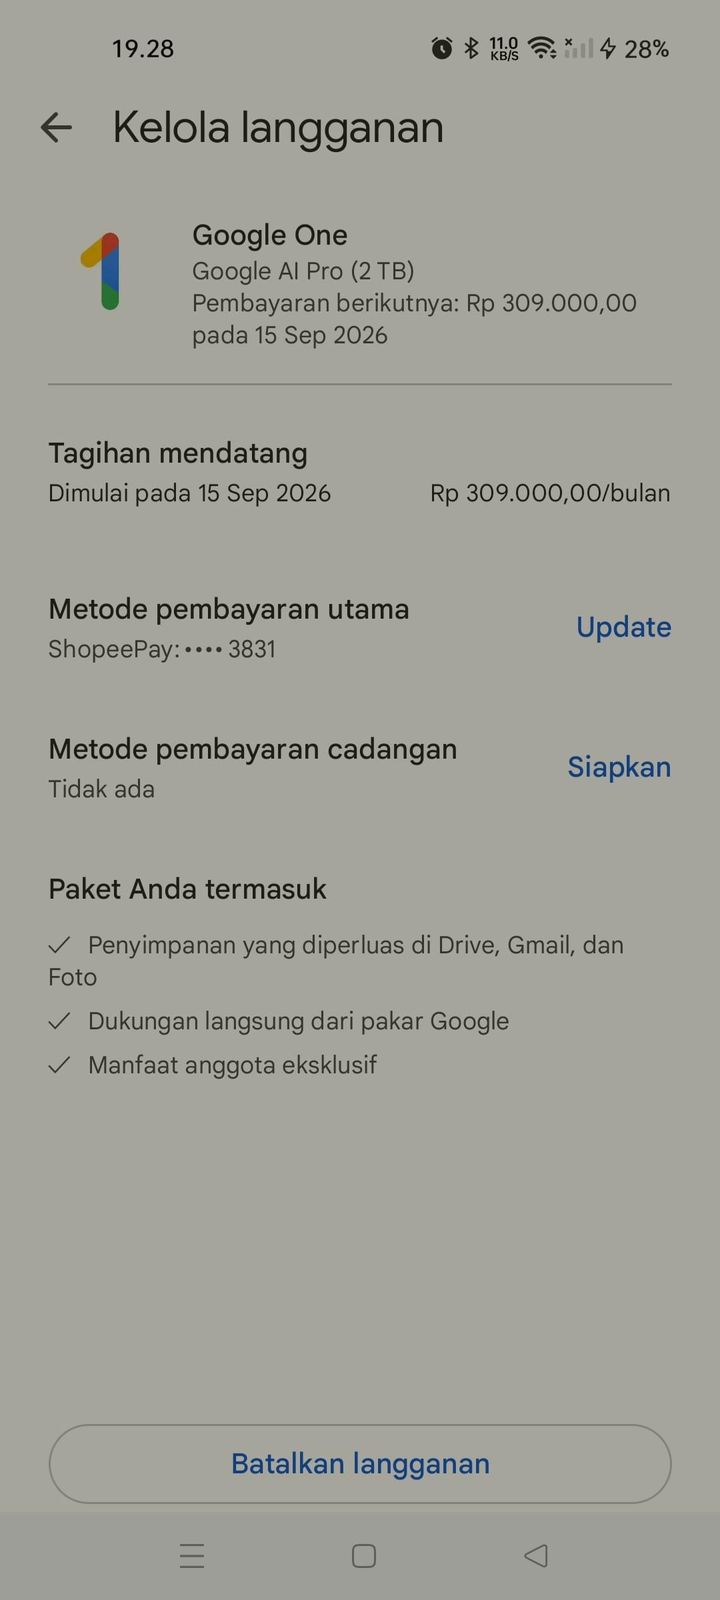 19.28
11.0
KB/S
28%
Kelola langganan
Google One
Google AI Pro (2 TB)
Pembayaran berikutnya: Rp 309.000,00
pada 15 Sep 2026
Tagihan mendatang
Dimulai pada 15 Sep 2026 Rp 309.000,00/bulan
Metode pembayaran utama
Update
ShopeePay: •••• 3831
Metode pembayaran cadangan
Siapkan
Tidak ada
Paket Anda termasuk
✓ Penyimpanan yang diperluas di Drive, Gmail, dan
Foto
✓ Dukungan langsung dari pakar Google
✓ Manfaat anggota eksklusif
Batalkan langganan